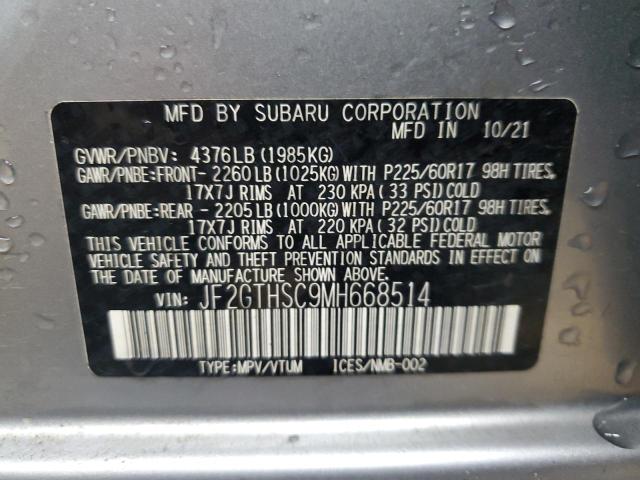 MFD BY SUBARU CORPORATION
MFD IN 10/21
GVWR/PNBV: 4376LB(1985KG)
GAWR/PNBE:FRONT- 2260LB(1025KG)WITH P225/60R17 98H TIRES,
17X7J RIMS AT 230 KPA(33 PSI)COLD
GAWR/PNBE:REAR - 2205LB(1000KG)WITH P225/60R17 98H TIRES,
17X7J RIMS AT 220 KPA(32 PSI)COLD
THIS VEHICLE CONFORMS TO ALL APPLICABLE FEDERAL MOTOR
VEHICLE SAFETY AND THEFT PREVENTION STANDARDS IN EFFECT ON
THE DATE OF MANUFACTURE SHOWN ABOVE.
VIN: JF2GTHSC9MH668514
TYPE:MPV/VTUM ICES/NMB-002